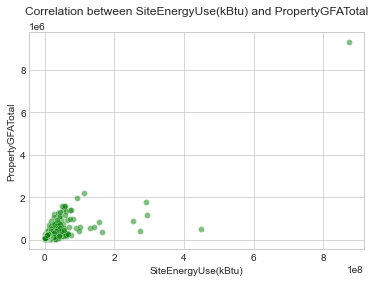 Correlation between SiteEnergyUse(kBtu) and PropertyGFATotal
1e6
8
6
4
2
0
PropertyGFATotal
0 2 4 6 8
SiteEnergyUse(kBtu)
1e8